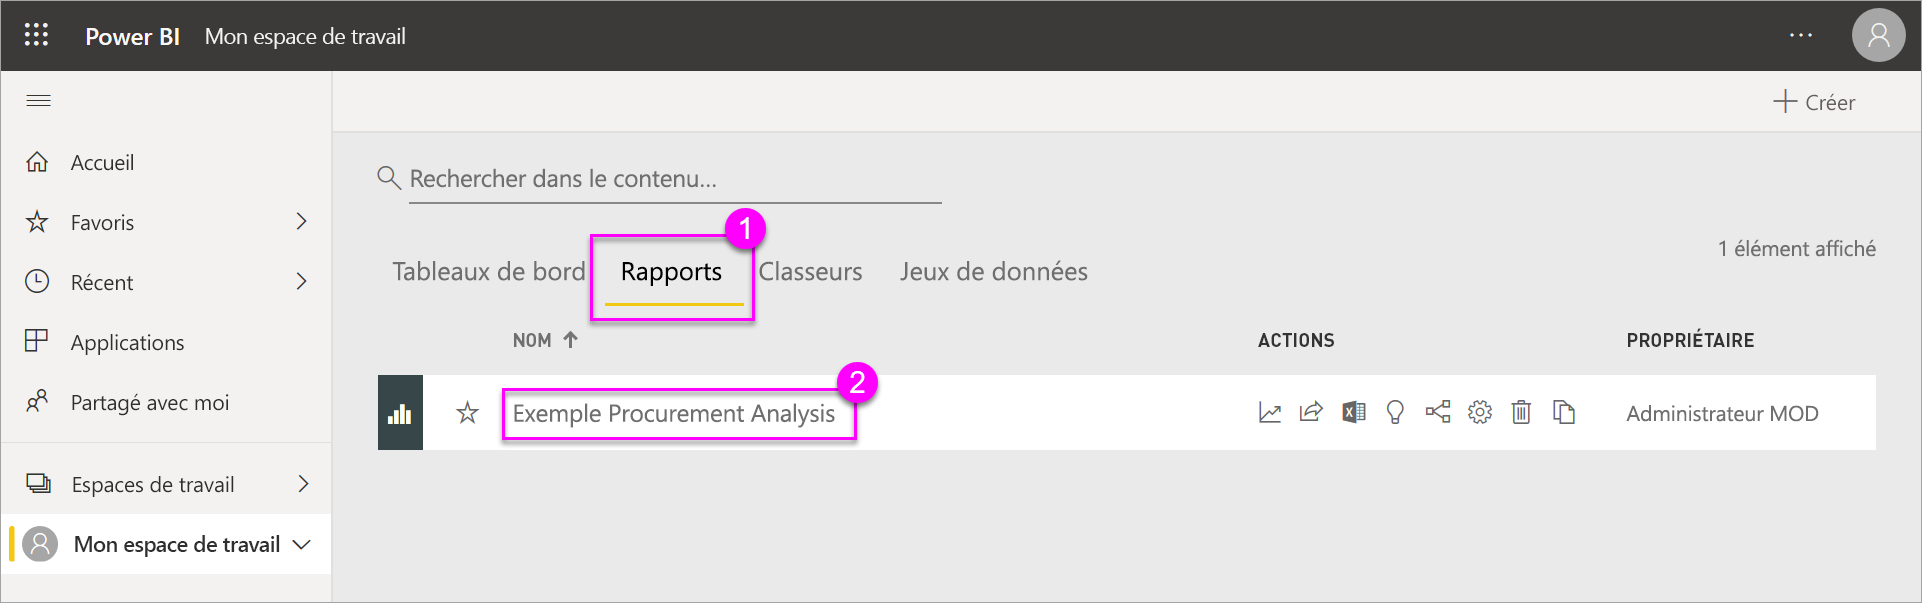 Power BI Mon espace de travail ...
Créer
Accueil
Favoris
Récent
Applications
Partagé avec moi
Espaces de travail
Mon espace de travail
Rechercher dans le contenu...
1
1 élément affiché
Tableaux de bord Rapports Classeurs Jeux de données
NOM ACTIONS PROPRIÉTAIRE
2
Exemple Procurement Analysis Administrateur MOD